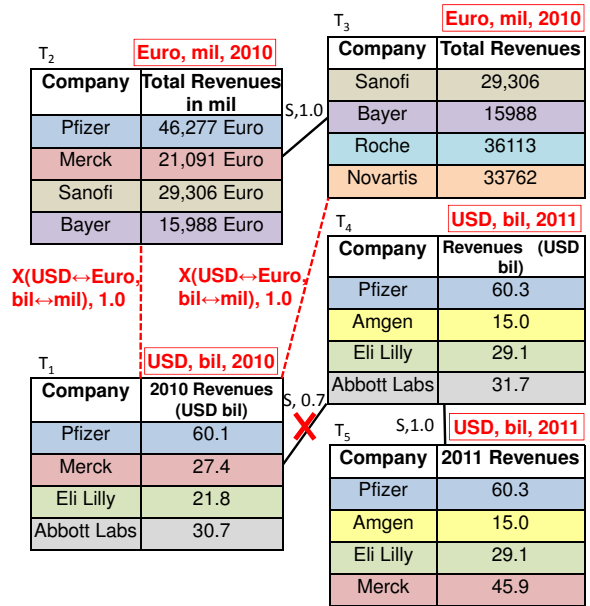 T2 Euro, mil, 2010
Company Total Revenues in mil
Pfizer 46,277 Euro
Merck 21,091 Euro
Sanofi 29,306 Euro
Bayer 15,988 Euro
S,1.0
T3 Euro, mil, 2010
Company Total Revenues
Sanofi 29,306
Bayer 15988
Roche 36113
Novartis 33762
X(USD↔Euro,
bil↔mil), 1.0
X(USD↔Euro,
bil↔mil), 1.0
T4 USD, bil, 2011
Company Revenues (USD
bil)
Pfizer 60.3
Amgen 15.0
Eli Lilly 29.1
Abbott Labs 31.7
T1 USD, bil, 2010
Company 2010 Revenues
(USD bil)
Pfizer 60.1
Merck 27.4
Eli Lilly 21.8
Abbott Labs 30.7
S, 0.7
X
S,1.0
T5 USD, bil, 2011
Company 2011 Revenues
Pfizer 60.3
Amgen 15.0
Eli Lilly 29.1
Merck 45.9